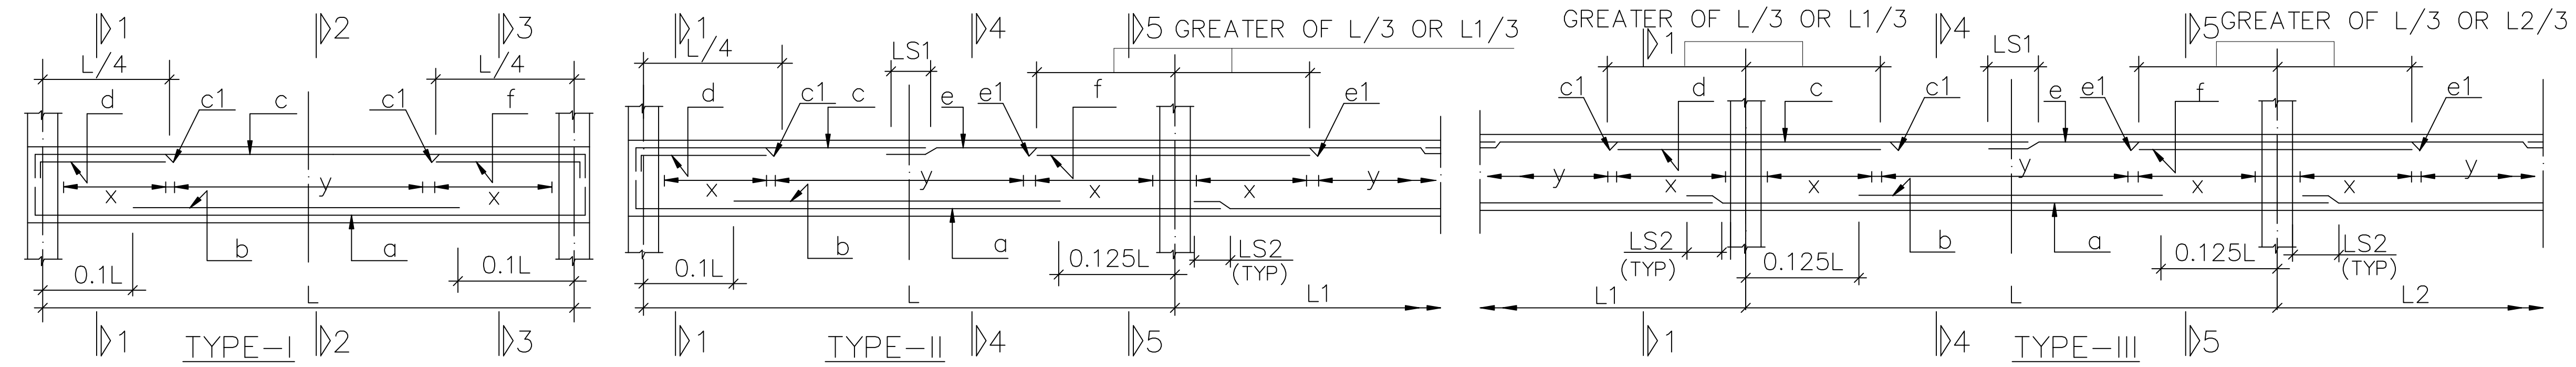 1 2 3
L/4 L/4
d c1 c c1 f
x y x
b a
0.1L 0.1L
L
1 2 3
TYPE-I
1 4 5 GREATER OF L/3 OR L1/3
L/4 LS1
d c1 c e e1 f e1
x y x x y
b a LS2
(TYP)
0.1L 0.125L
L L1
1 4 5
TYPE-II
GREATER OF L/3 OR L1/3 4 5 GREATER OF L/3 OR L2/3
1 LS1
c1 d c c1 e e1 f e1
y x x y x x y
LS2 b a LS2
(TYP) 0.125L 0.125L (TYP)
L1 L L2
1 4 5
TYPE-III